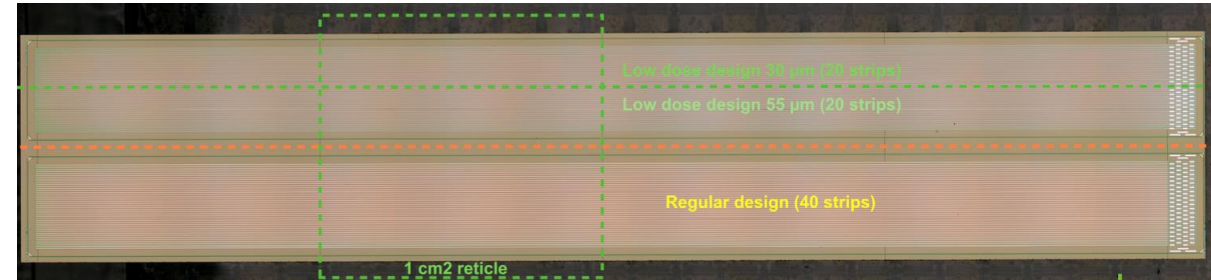 Low dose design 30 µm (20 strips)
Low dose design 55 µm (20 strips)
Regular design (40 strips)
1 cm2 reticle